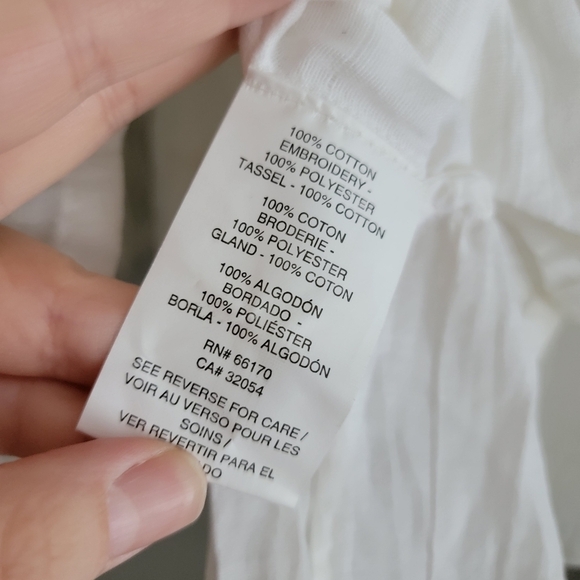 100% COTTON
EMBROIDERY -
100% POLYESTER
TASSEL - 100% COTTON
100% COTON
BRODERIE -
100% POLYESTER
GLAND - 100% COTON
100% ALGODÓN
BORDADO -
100% POLIÉSTER
BORLA - 100% ALGODÓN
RN# 66170
CA# 32054
SEE REVERSE FOR CARE /
VOIR AU VERSO POUR LES
SOINS /
VER REVERTIR PARA EL